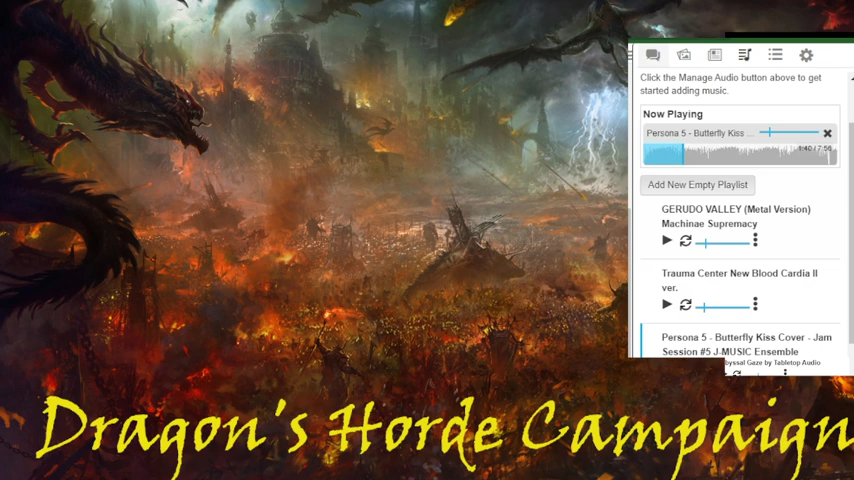 Click the Manage Audio button above to get
started adding music.
Now Playing
Persona 5 - Butterfly Kiss ...
1:40 / 7:56
Add New Empty Playlist
GERUDO VALLEY (Metal Version)
Machinae Supremacy
Trauma Center New Blood Cardia II
ver.
Persona 5 - Butterfly Kiss Cover - Jam
Session #5 J-MUSIC Ensemble
byssal Gaze by Tabletop Audio
Dragon's Horde Campaign